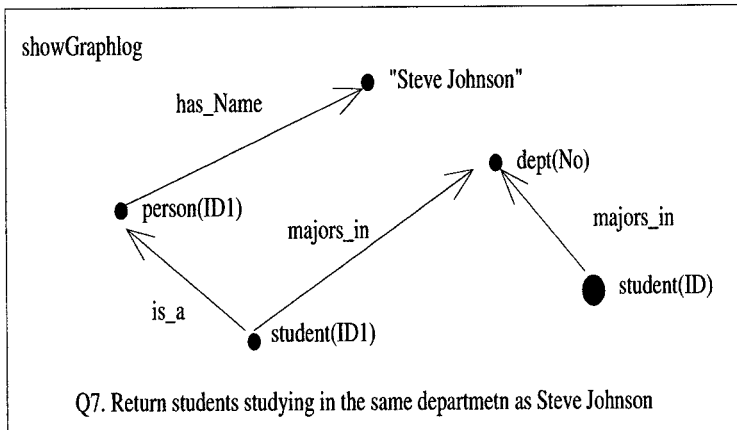 showGraphlog
"Steve Johnson"
has_Name
dept(No)
person(ID1)
majors_in
majors_in
student(ID)
is_a
student(ID1)
Q7. Return students studying in the same departmetn as Steve Johnson